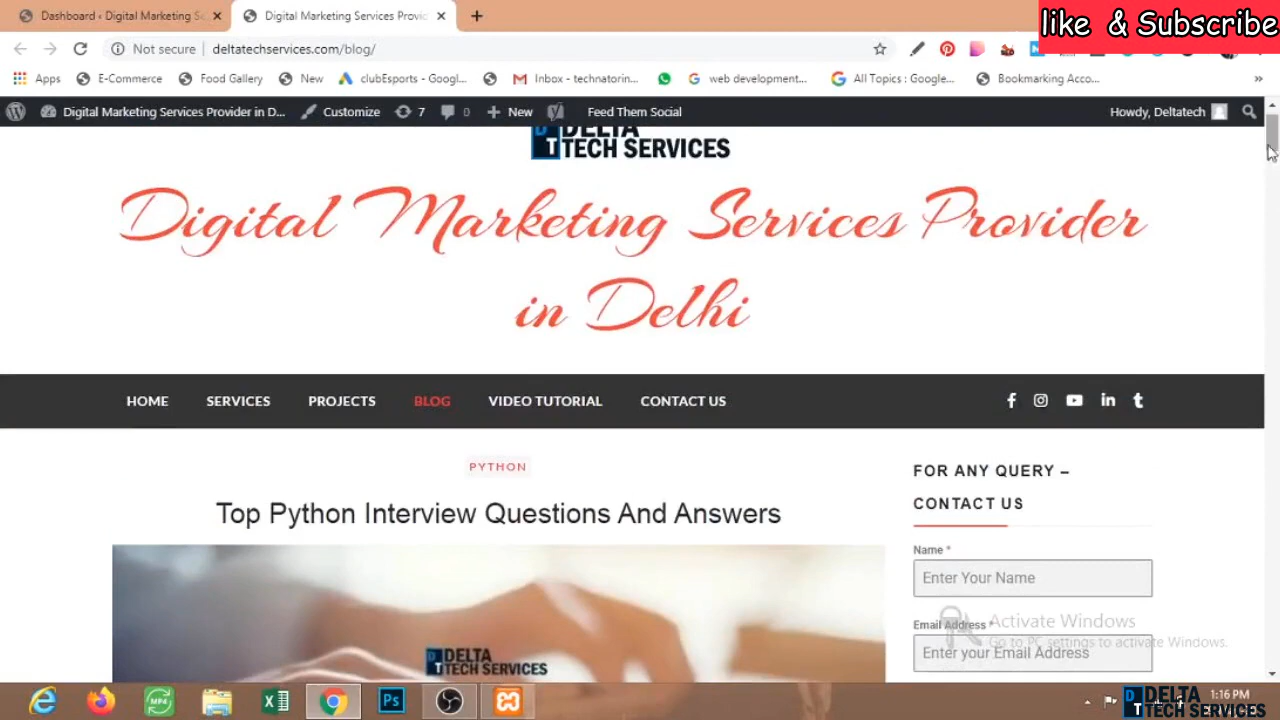 like & Subscribe
Dashboard ‹ Digital Marketing S
Digital Marketing Services Provi
Not secure
deltatechservices.com/blog/
Apps
E-Commerce
Food Gallery
New
clubEsports - Googl...
Inbox - technatorin...
web development...
All Topics : Google...
Bookmarking Acco...
Digital Marketing Services Provider in D...
Customize
7
0
New
Feed Them Social
Howdy, Deltatech
DELTA
TECH SERVICES
Digital Marketing Services Provider
in Delhi
HOME
SERVICES
PROJECTS
BLOG
VIDEO TUTORIAL
CONTACT US
PYTHON
Top Python Interview Questions And Answers
DELTA
TECH SERVICES
FOR ANY QUERY –
CONTACT US
Name *
Enter Your Name
Email Address *
Enter your Email Address
Activate Windows
Go to PC settings to activate Windows.
MP4
Ps
1:16 PM
DELTA
TECH SERVICES